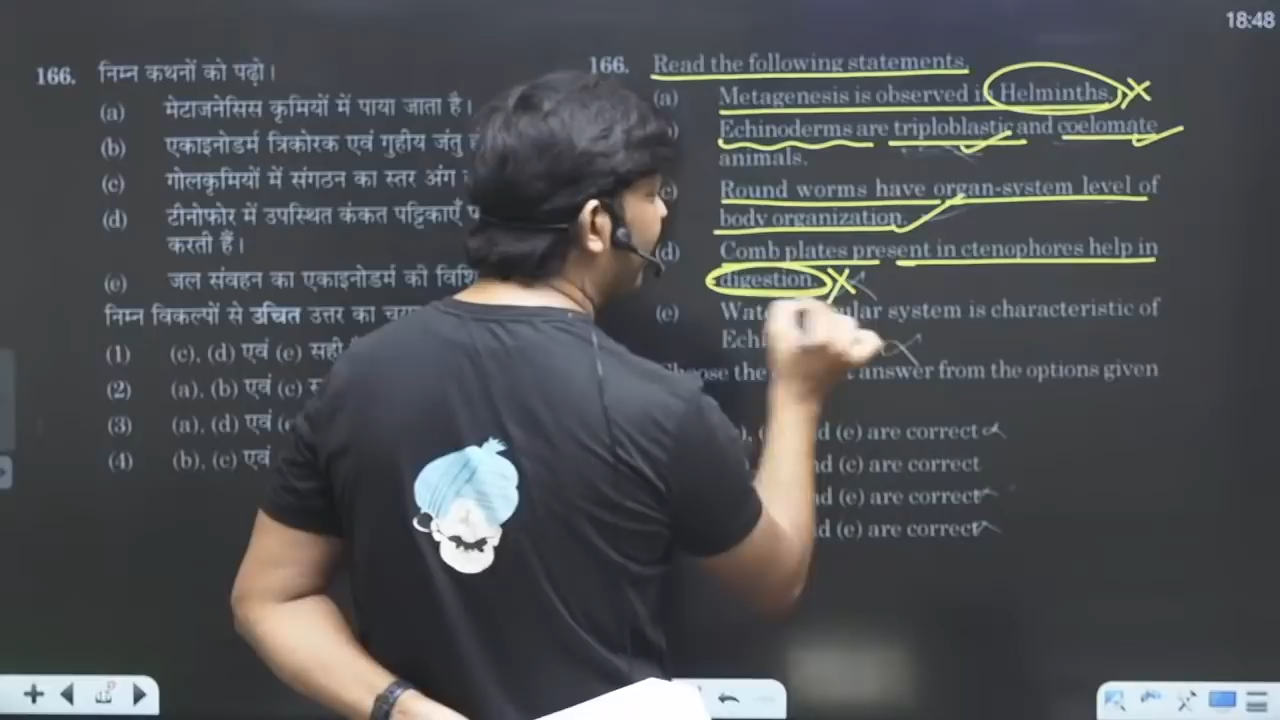 18:48
166. निम्न कथनों को पढ़ो।
(a) मेटाजनेसिस कृमियों में पाया जाता है।
(b) एकाइनोडर्म त्रिकोरक एवं गुहीय जंतु
(c) गोलकृमियों में संगठन का स्तर अंग
(d) टीनोफोर में उपस्थित कंकत पट्टिकाएँ
करती हैं।
(e) जल संवहन का एकाइनोडर्म की
निम्न विकल्पों से उचित उत्तर का
(1) (c), (d) एवं (e) सही
(2) (a), (b) एवं (c)
(3) (a), (d) एवं
(4) (b), (c) एवं
166. Read the following statements.
(a) Metagenesis is observed in Helminths.
Echinoderms are triploblastic and coelomate
animals.
(c) Round worms have organ-system level of
body organization.
(d) Comb plates present in ctenophores help in
digestion.
(e) system is characteristic of
the answer from the options given
(e) are correct
(c) are correct
(e) are correct
(e) are correct